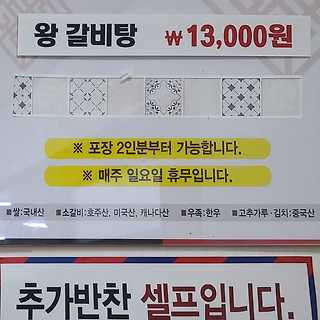 왕 갈비탕 ₩13,000원
※ 포장 2인분부터 가능합니다.
※ 매주 일요일 휴무입니다.
■쌀:국내산 ■소갈비:호주산, 미국산, 캐나다산 ■우족:한우 ■고추가루·김치:중국산
추가반찬 셀프입니다.